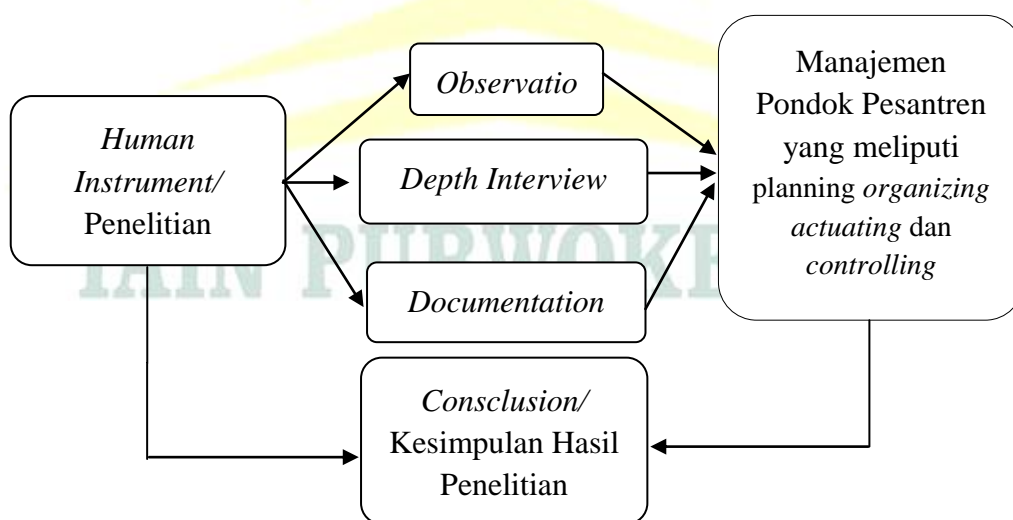 Human
Instrument/
Penelitian
Observatio
Depth Interview
Documentation
Manajemen
Pondok Pesantren
yang meliputi
planning organizing
actuating dan
controlling
Consclusion/
Kesimpulan Hasil
Penelitian
IAIN PURWOKE